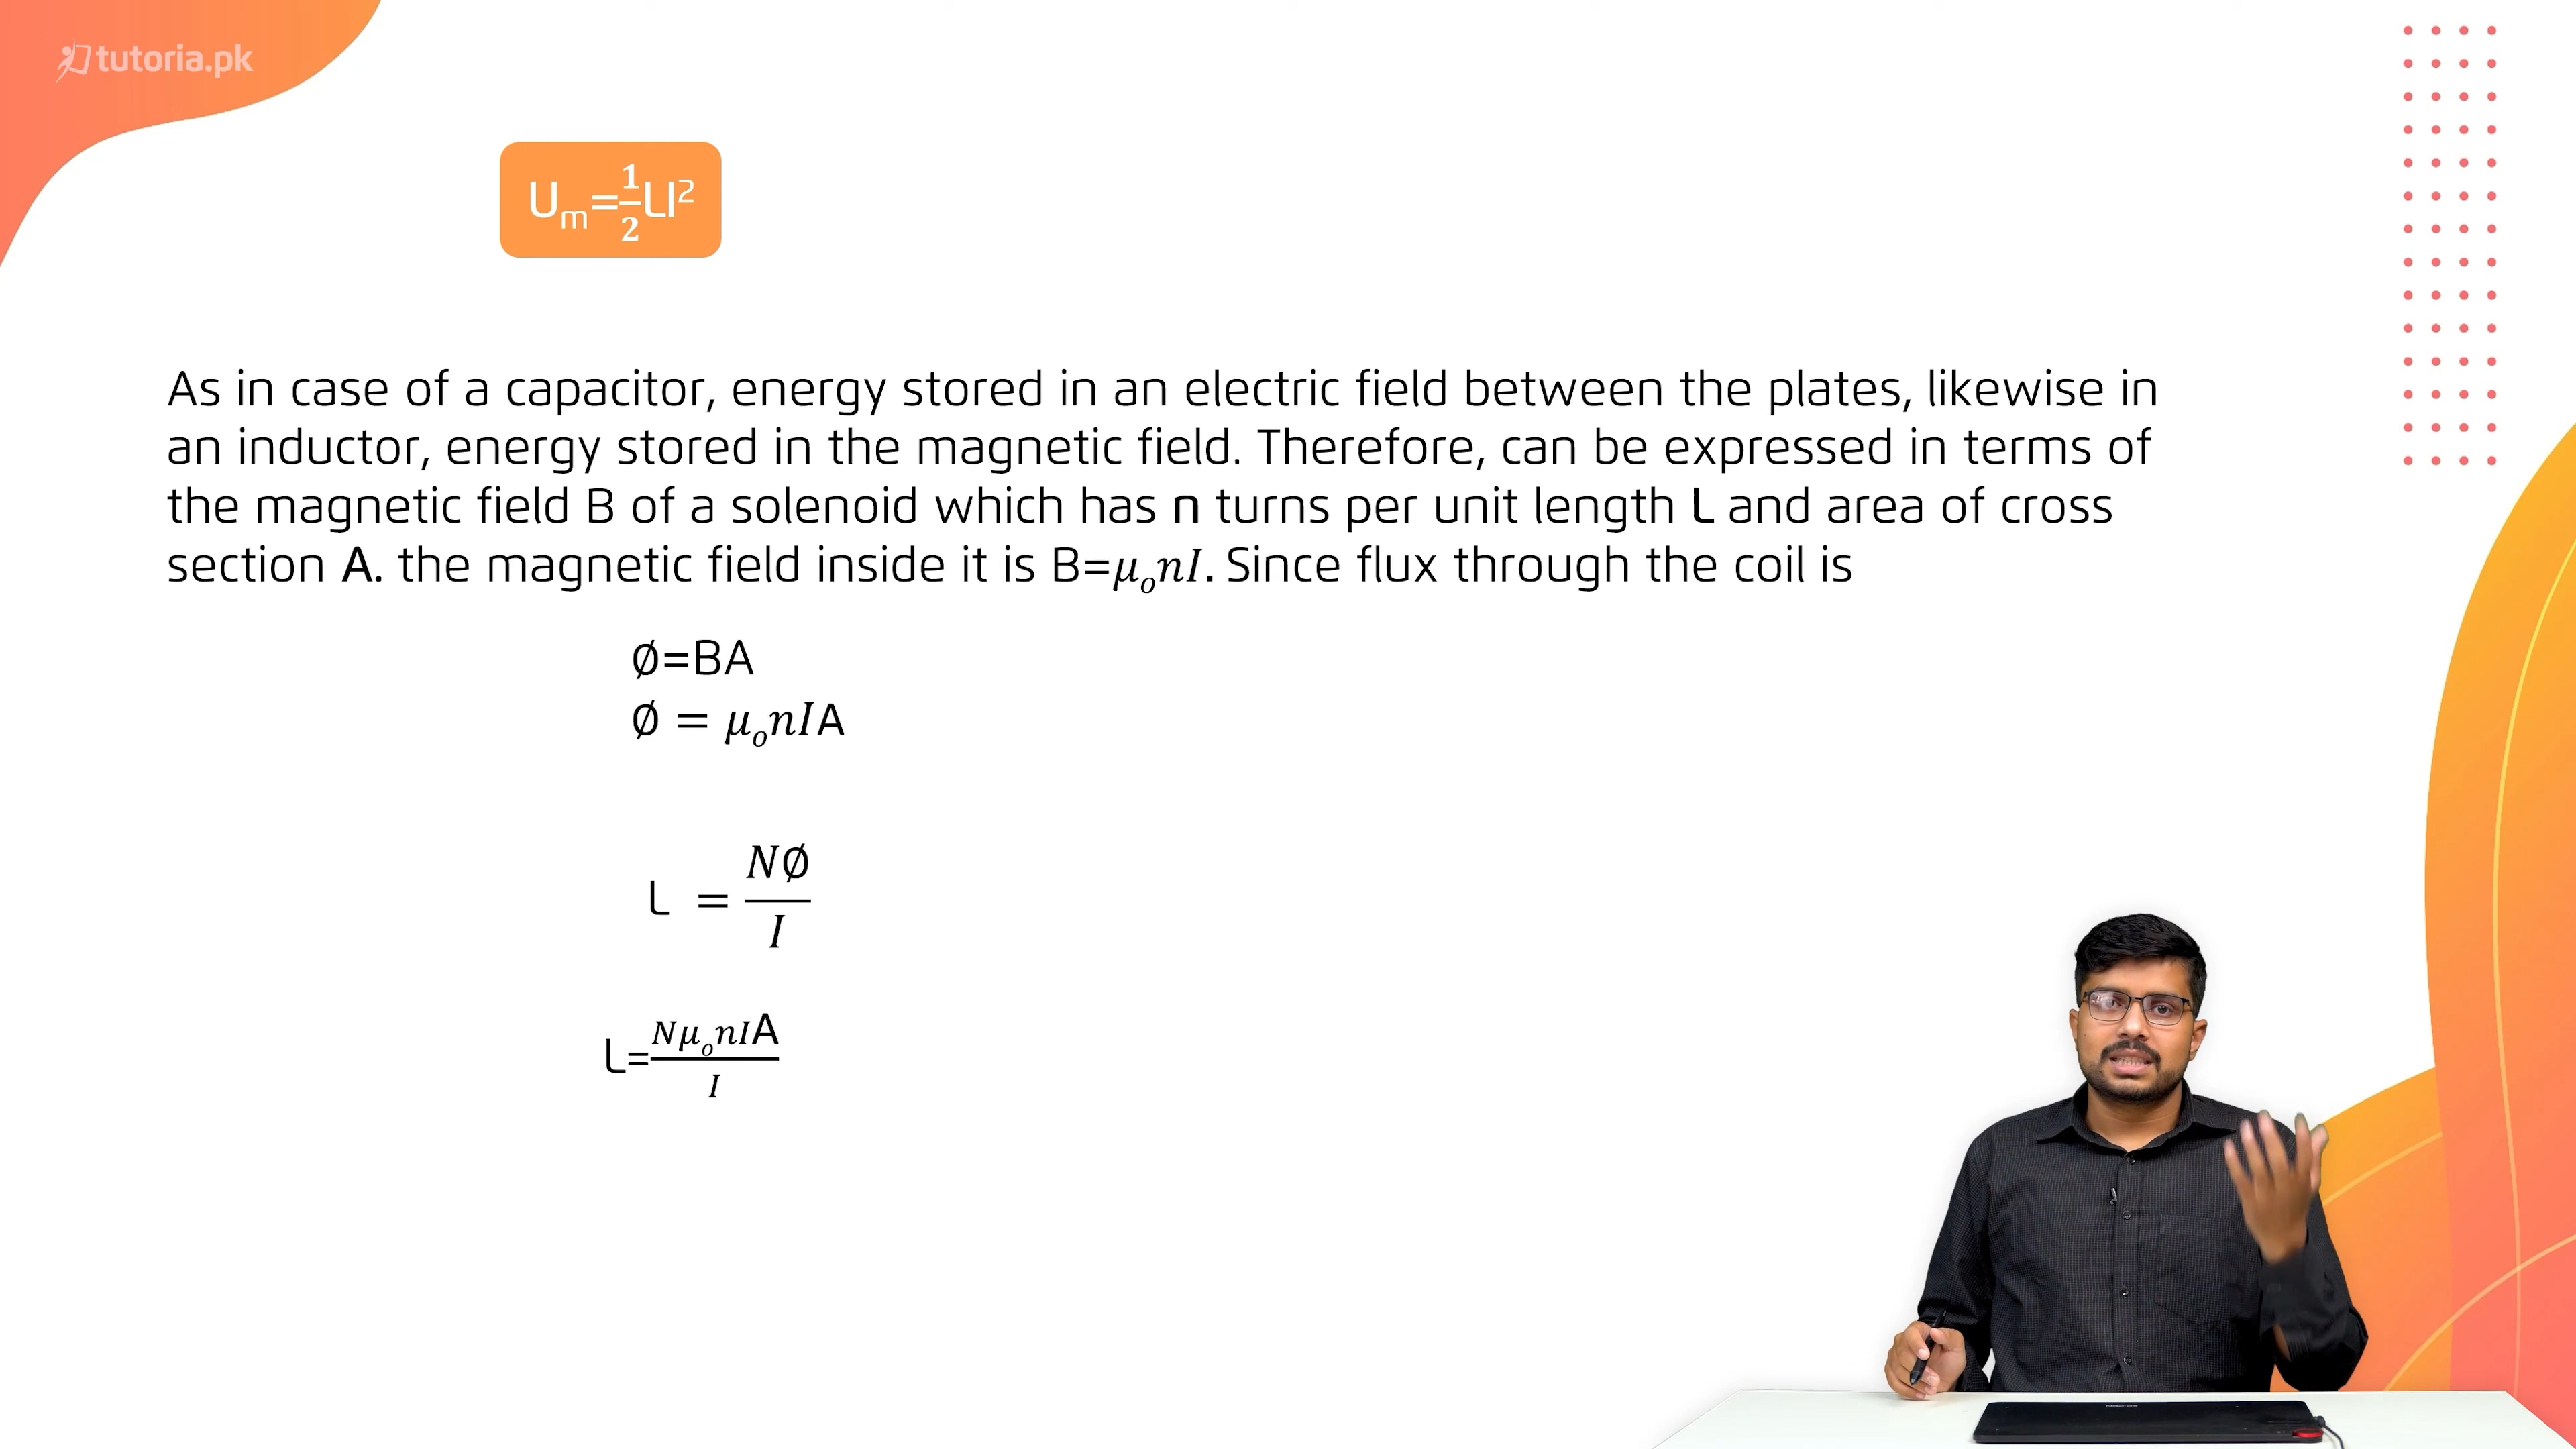 tutoria.pk
Uₘ=½LI²
As in case of a capacitor, energy stored in an electric field between the plates, likewise in
an inductor, energy stored in the magnetic field. Therefore, can be expressed in terms of
the magnetic field B of a solenoid which has n turns per unit length L and area of cross
section A. the magnetic field inside it is B=μₒnI. Since flux through the coil is
∅=BA
∅ = μₒnIA
L = N∅/I
L=NμₒnIA/I